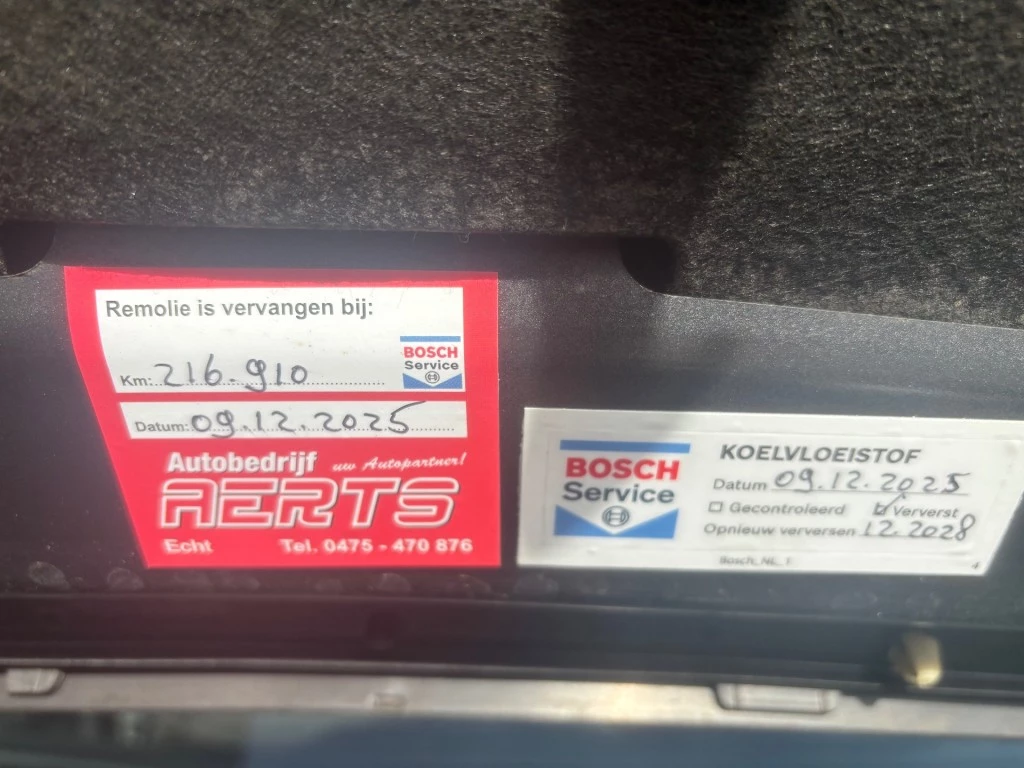 Remolie is vervangen bij:
BOSCH
Service
Km: 216.910
Datum: 09.12.2025
Autobedrijf uw Autopartner!
AERTS
Echt Tel. 0475 - 470 876
BOSCH
Service
KOELVLOEISTOF
Datum 09.12.2025
Gecontroleerd Ververst
Opnieuw verversen 12.2028
Bosch_NL_1
4